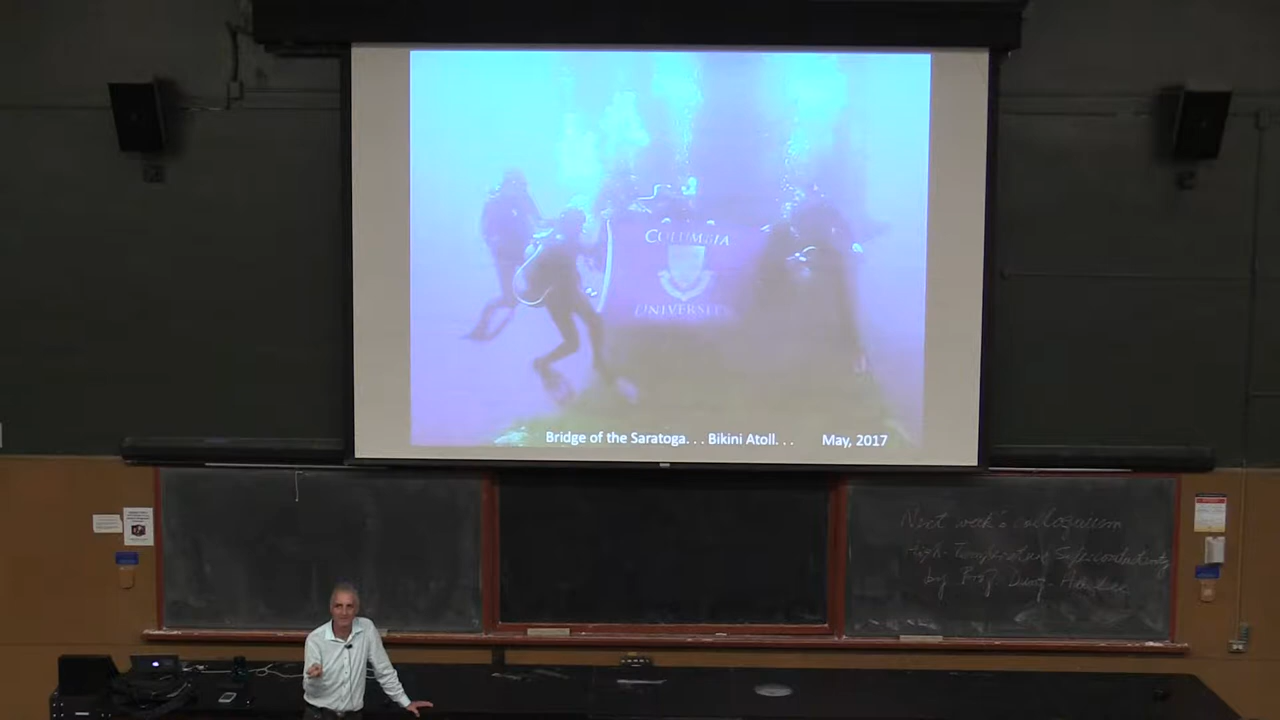 COLUMBIA
UNIVERSITY
Bridge of the Saratoga. . . Bikini Atoll. . . May, 2017
Next week's colloquium
High-Temperature Superconductivity
by Prof.